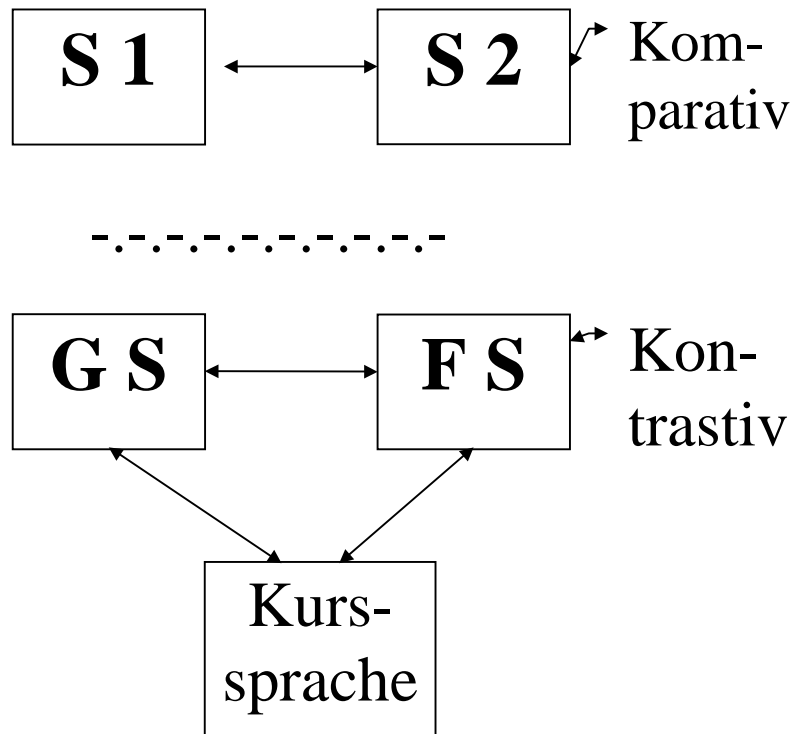 S 1
S 2
Kom-
parativ
-.-.-.-.-.-.-.-.-.-
G S
F S
Kon-
trastiv
Kurs-
sprache